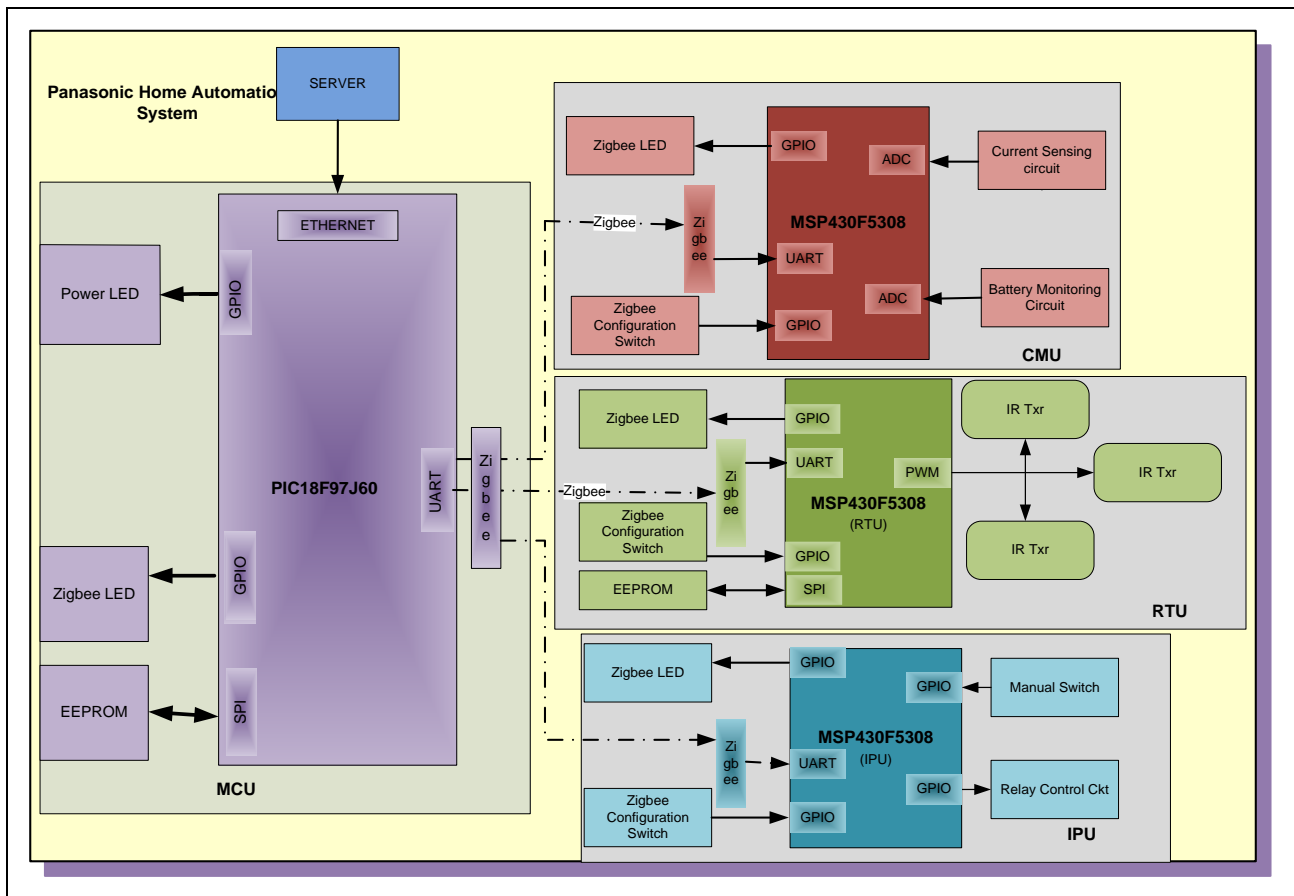 Panasonic Home Automatio
System
SERVER
ETHERNET
Power LED
GPIO
PIC18F97J60
UART
Zigbee
Zigbee LED
GPIO
EEPROM
SPI
MCU
Zigbee
Zigbee
Zigbee LED
GPIO
ADC
Current Sensing
circuit
Zi
gb
ee
MSP430F5308
UART
Zigbee
Configuration
Switch
GPIO
ADC
Battery Monitoring
Circuit
CMU
Zigbee LED
GPIO
UART
Zi
gb
ee
PWM
IR Txr
IR Txr
IR Txr
MSP430F5308
(RTU)
Zigbee
Configuration
Switch
GPIO
EEPROM
SPI
RTU
Zigbee LED
GPIO
GPIO
Manual Switch
Zi
gb
ee
MSP430F5308
(IPU)
UART
GPIO
Relay Control Ckt
Zigbee
Configuration
Switch
GPIO
IPU